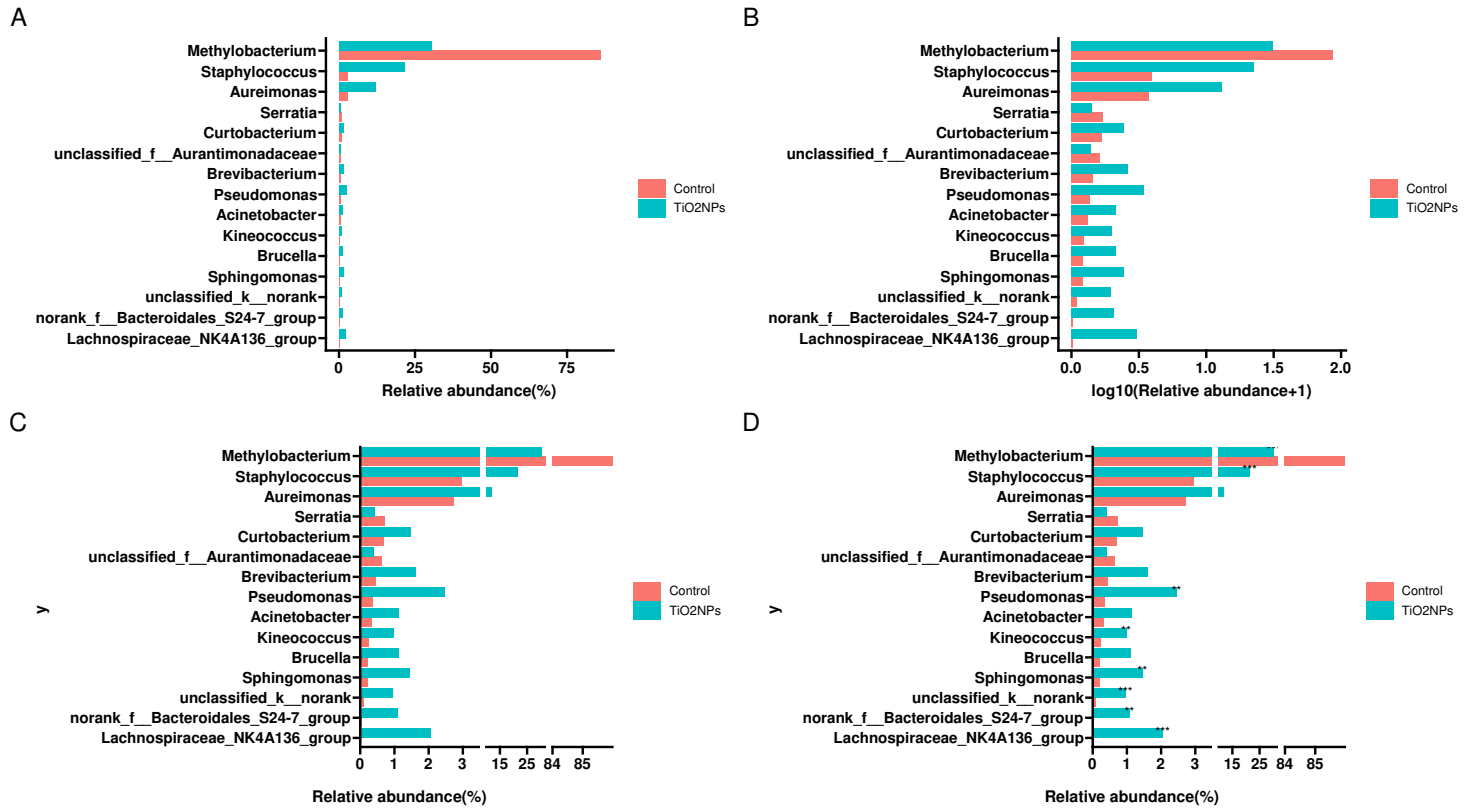 A
Methylobacterium
Staphylococcus
Aureimonas
Serratia
Curtobacterium
unclassified_f__Aurantimonadaceae
Brevibacterium
Pseudomonas
Acinetobacter
Kineococcus
Brucella
Sphingomonas
unclassified_k__norank
norank_f__Bacteroidales_S24-7_group
Lachnospiraceae_NK4A136_group
0 25 50 75
Relative abundance(%)
Control
TiO2NPs
B
Methylobacterium
Staphylococcus
Aureimonas
Serratia
Curtobacterium
unclassified_f__Aurantimonadaceae
Brevibacterium
Pseudomonas
Acinetobacter
Kineococcus
Brucella
Sphingomonas
unclassified_k__norank
norank_f__Bacteroidales_S24-7_group
Lachnospiraceae_NK4A136_group
0.0 0.5 1.0 1.5 2.0
log10(Relative abundance+1)
Control
TiO2NPs
C
y
Methylobacterium
Staphylococcus
Aureimonas
Serratia
Curtobacterium
unclassified_f__Aurantimonadaceae
Brevibacterium
Pseudomonas
Acinetobacter
Kineococcus
Brucella
Sphingomonas
unclassified_k__norank
norank_f__Bacteroidales_S24-7_group
Lachnospiraceae_NK4A136_group
0 1 2 3 15 25 84 85
Relative abundance(%)
Control
TiO2NPs
D
y
Methylobacterium
Staphylococcus ***
Aureimonas
Serratia
Curtobacterium
unclassified_f__Aurantimonadaceae
Brevibacterium
Pseudomonas **
Acinetobacter
Kineococcus **
Brucella
Sphingomonas **
unclassified_k__norank ***
norank_f__Bacteroidales_S24-7_group **
Lachnospiraceae_NK4A136_group ***
0 1 2 3 15 25 84 85
Relative abundance(%)
Control
TiO2NPs